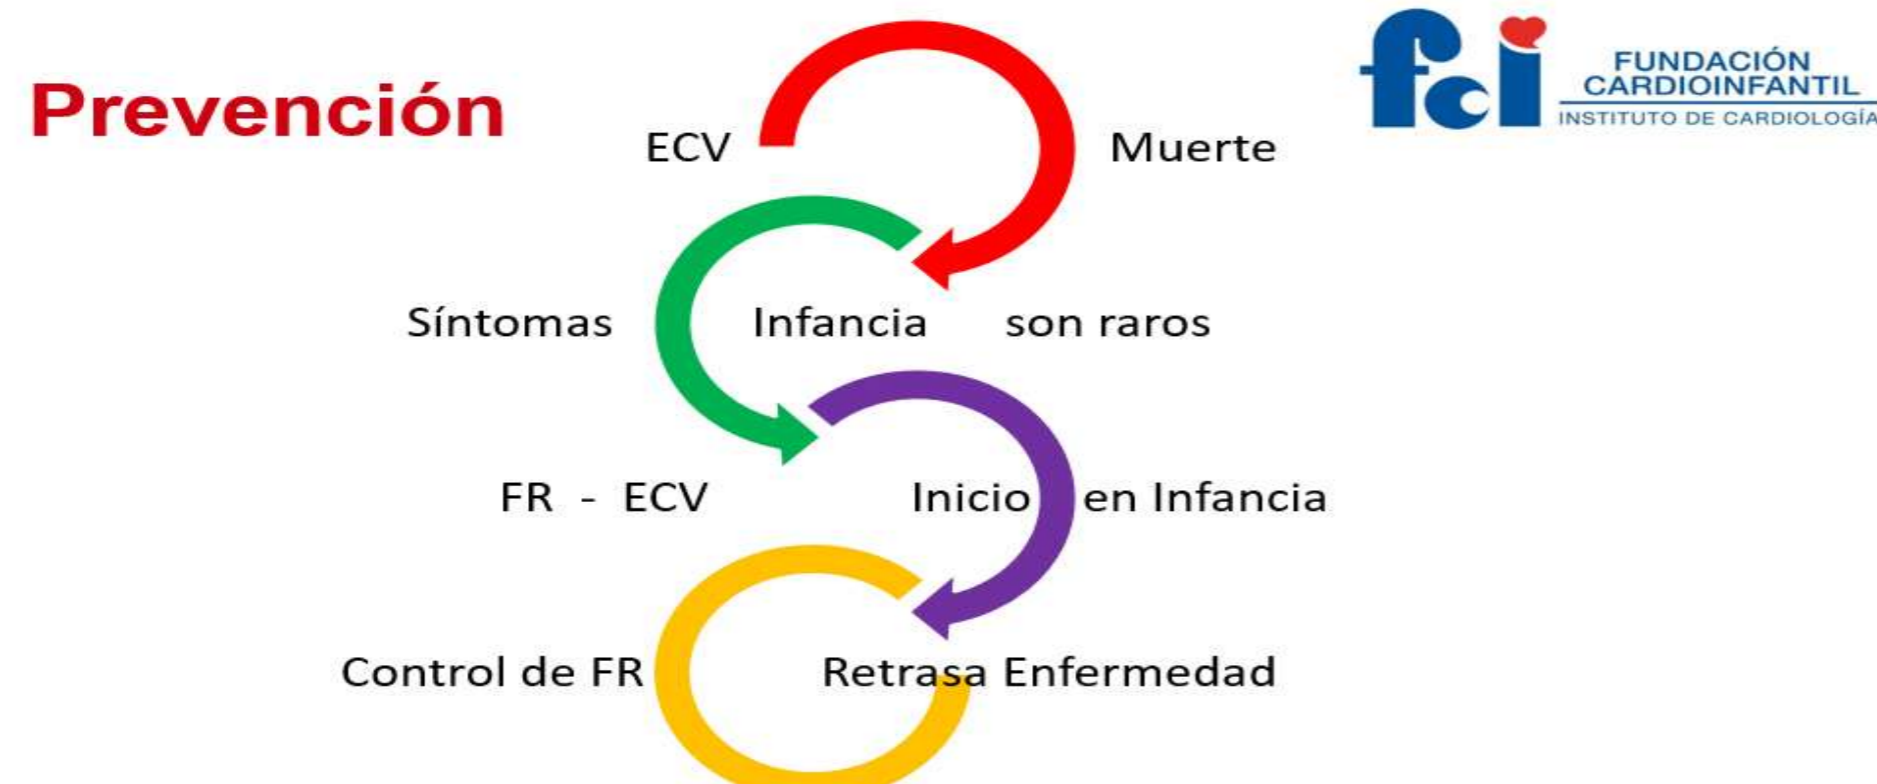 Prevención
fci
FUNDACIÓN
CARDIOINFANTIL
INSTITUTO DE CARDIOLOGÍA
ECV Muerte
Síntomas Infancia son raros
FR - ECV Inicio en Infancia
Control de FR Retrasa Enfermedad